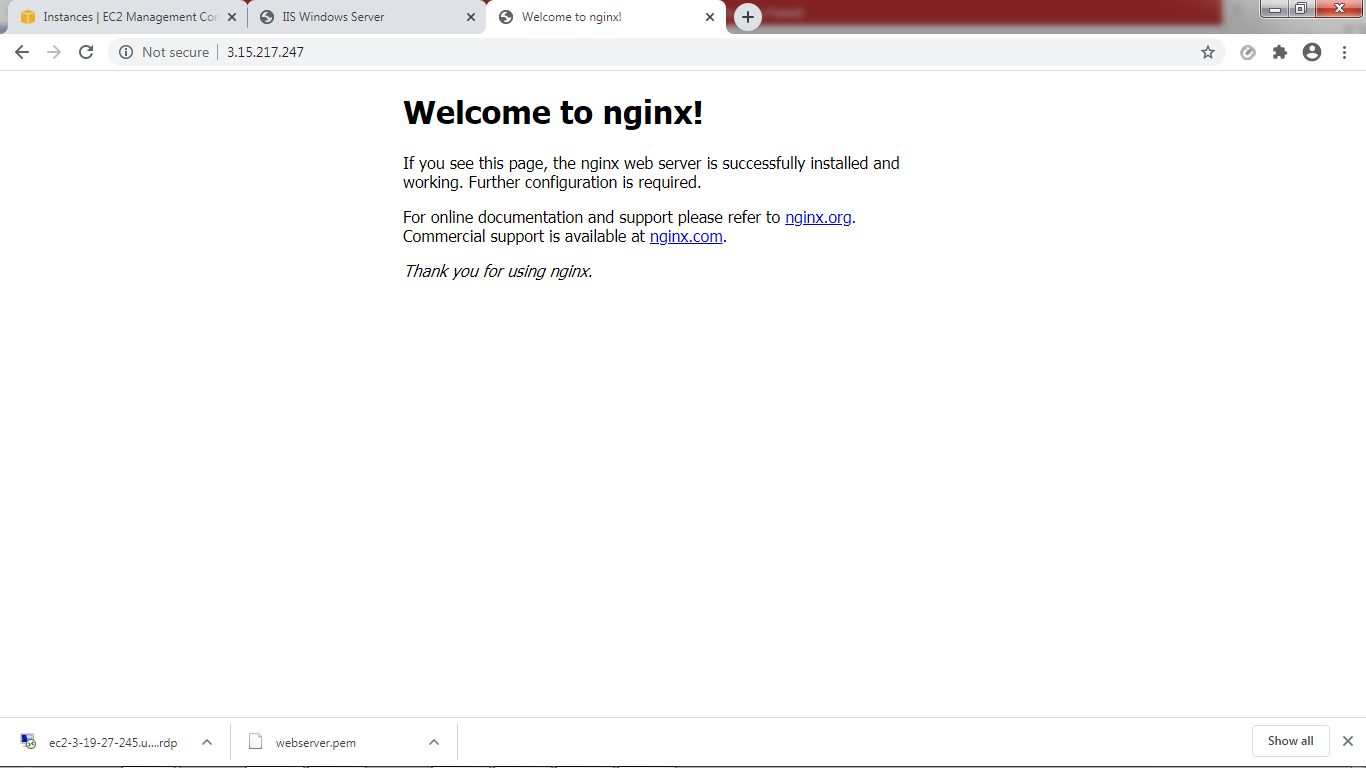 Instances | EC2 Management Con
IIS Windows Server
Welcome to nginx!
Not secure
3.15.217.247
Welcome to nginx!
If you see this page, the nginx web server is successfully installed and
working. Further configuration is required.
For online documentation and support please refer to nginx.org.
Commercial support is available at nginx.com.
Thank you for using nginx.
ec2-3-19-27-245.u....rdp
webserver.pem
Show all